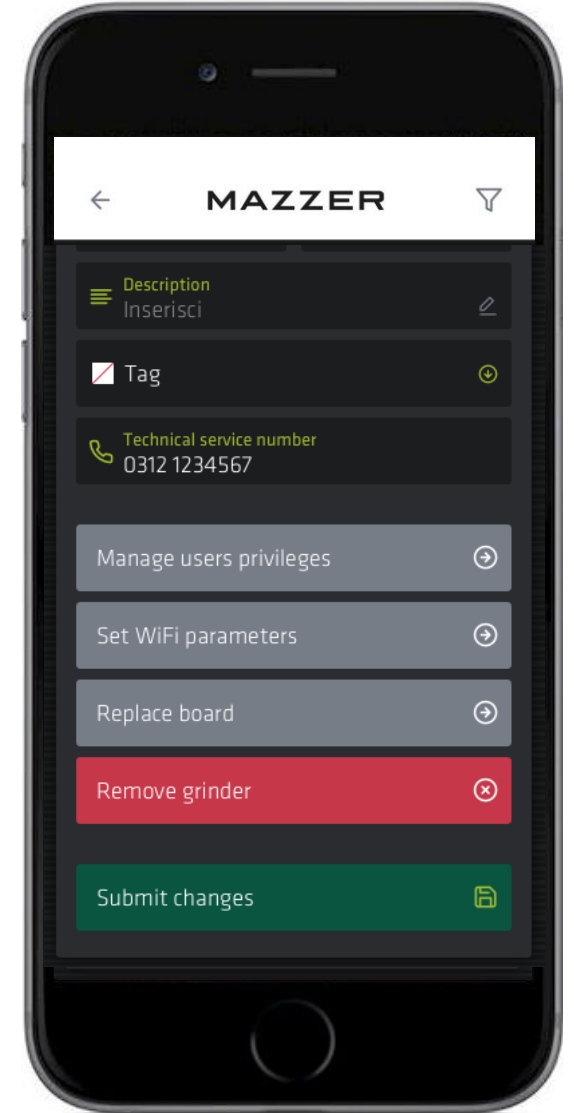 MAZZER
Description
Inserisci
Tag
Technical service number
0312 1234567
Manage users privileges
Set WiFi parameters
Replace board
Remove grinder
Submit changes